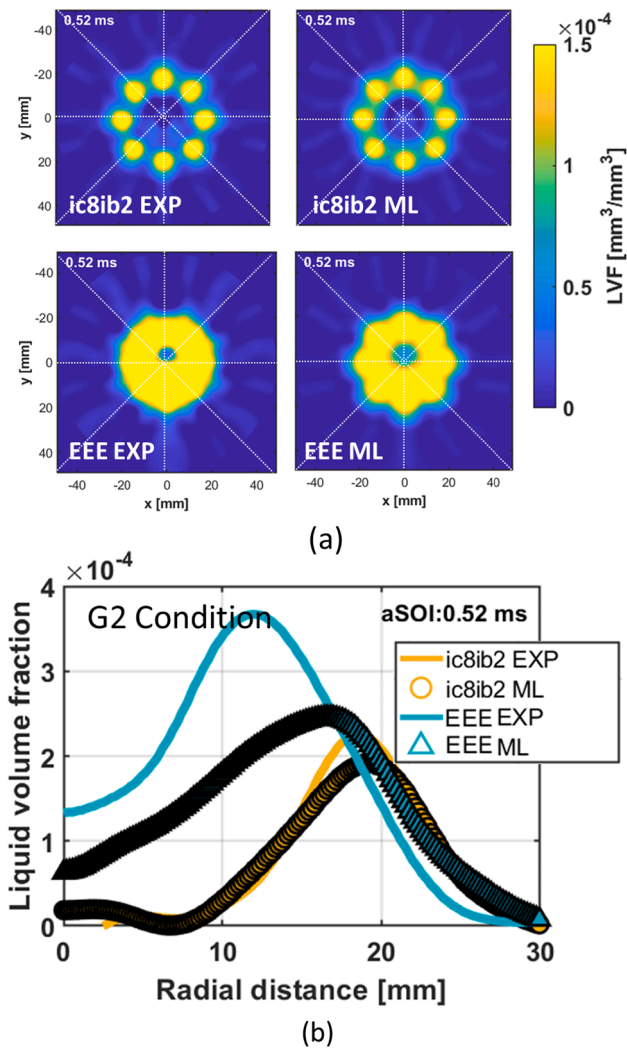 0.52 ms
0.52 ms
×10⁻⁴
-40
-20
0
20
40
y [mm]
ic8ib2 EXP
ic8ib2 ML
1.5
1
0.5
0
LVF [mm³/mm³]
0.52 ms
0.52 ms
-40
-20
0
20
40
y [mm]
EEE EXP
EEE ML
-40 -20 0 20 40
-40 -20 0 20 40
x [mm]
x [mm]
(a)
×10⁻⁴
G2 Condition
aSOI:0.52 ms
ic8ib2 EXP
ic8ib2 ML
EEE EXP
EEE ML
4
3
2
1
0
Liquid volume fraction
0 10 20 30
Radial distance [mm]
(b)